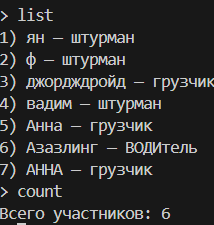 > list
1) ян – штурман
2) ф – штурман
3) джорджdroid – грузчик
4) вадим – штурман
5) Анна – грузчик
6) Азазлинг – ВОДИтель
7) АННА – грузчик
> count
Всего участников: 6